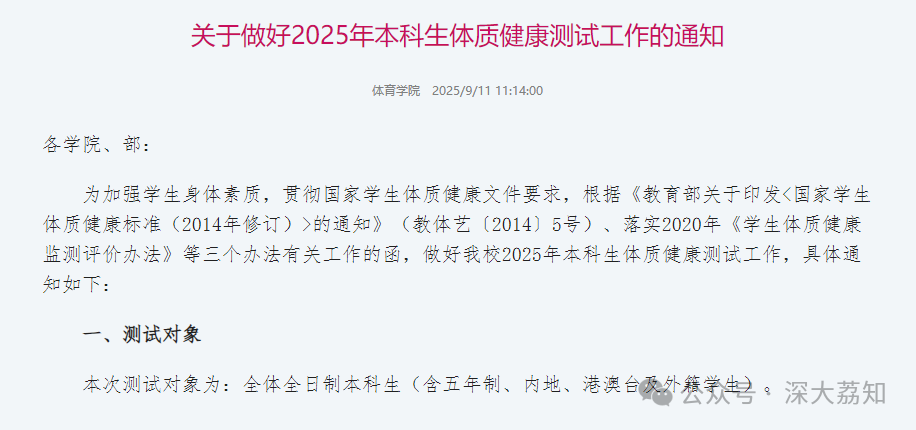 关于做好2025年本科生体质健康测试工作的通知
体育学院 2025/9/11 11:14:00
各学院、部：
为加强学生身体素质，贯彻国家学生体质健康文件要求，根据《教育部关于印发<国家学生
体质健康标准（2014年修订）>的通知》（教体艺〔2014〕5号）、落实2020年《学生体质健康
监测评价办法》等三个办法有关工作的函，做好我校2025年本科生体质健康测试工作，具体通
知如下：
一、测试对象
本次测试对象为：全体全日制本科生（含五年制、内地、港澳台及外籍学生）。
公众号 · 深大荔知